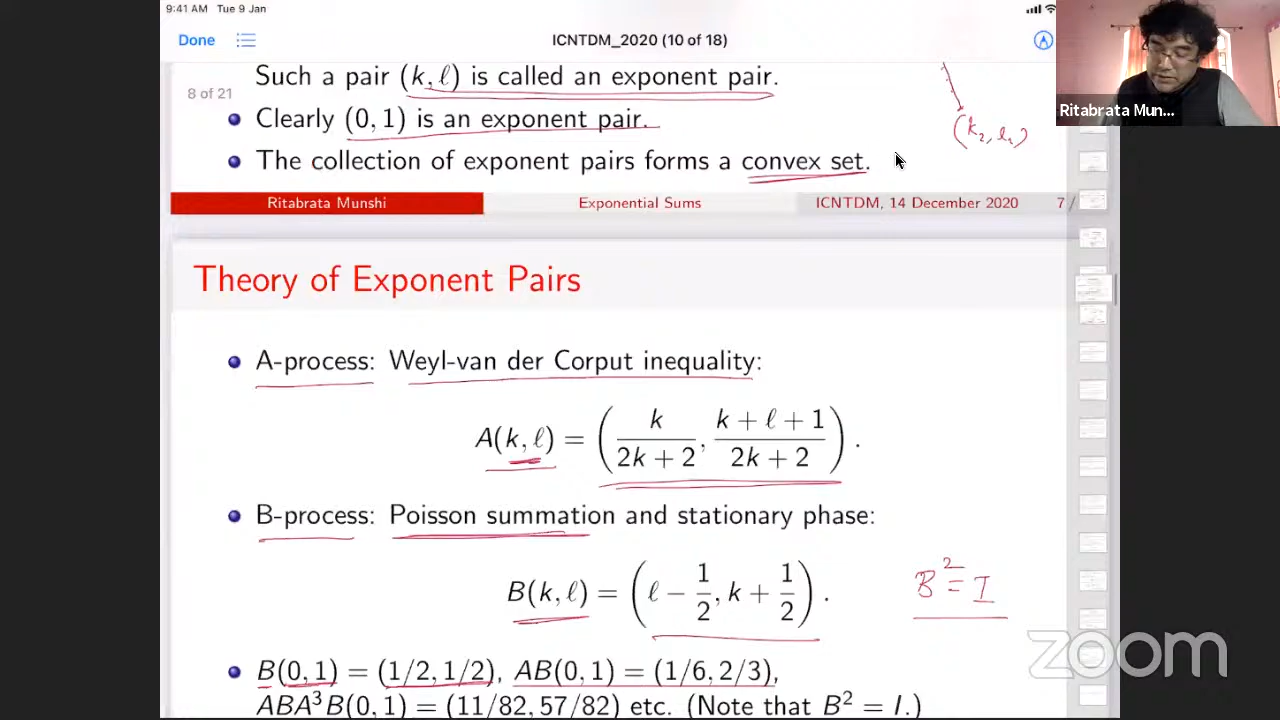 9:41 AM Tue 9 Jan
Done ICNTDM_2020 (10 of 18)
8 of 21
Such a pair (k, ℓ) is called an exponent pair.
Clearly (0, 1) is an exponent pair.
(k₂, ℓ₂)
The collection of exponent pairs forms a convex set.
Ritabrata Mun...
Ritabrata Munshi Exponential Sums ICNTDM, 14 December 2020 7 /
Theory of Exponent Pairs
A-process: Weyl-van der Corput inequality:
A(k, ℓ) = (k/(2k + 2), (k + ℓ + 1)/(2k + 2)).
B-process: Poisson summation and stationary phase:
B(k, ℓ) = (ℓ − 1/2, k + 1/2).
B² = I
B(0, 1) = (1/2, 1/2), AB(0, 1) = (1/6, 2/3),
ABA³B(0, 1) = (11/82, 57/82) etc. (Note that B² = I.)
zoom